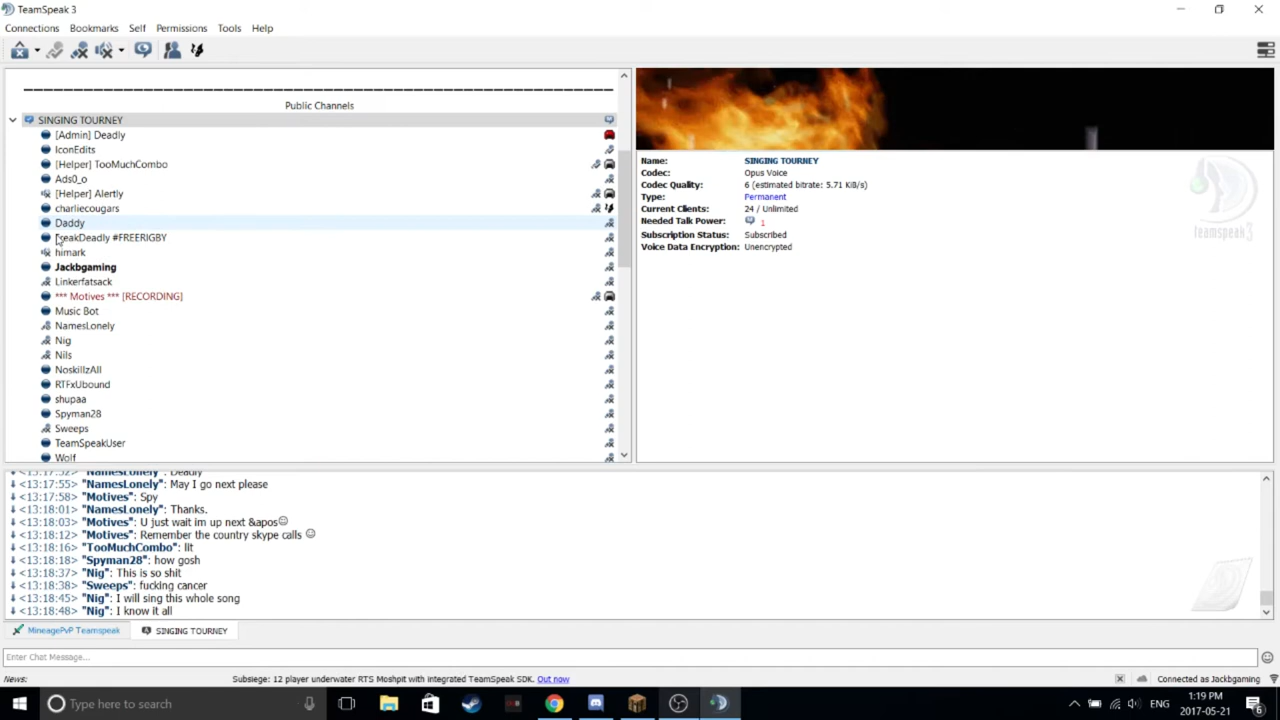 TeamSpeak 3
Connections Bookmarks Self Permissions Tools Help
Public Channels
SINGING TOURNEY
[Admin] Deadly
IconEdits
[Helper] TooMuchCombo
Ads0_o
[Helper] Alertly
charliecougars
Daddy
eakDeadly #FREERIGBY
himark
Jackbgaming
Linkerfatsack
*** Motives *** [RECORDING]
Music Bot
NamesLonely
Nig
Nils
NoskillzAll
RTFxUbound
shupaa
Spyman28
Sweeps
TeamSpeakUser
Wolf
Name: SINGING TOURNEY
Codec: Opus Voice
Codec Quality: 6 (estimated bitrate: 5.71 KiB/s)
Type: Permanent
Current Clients: 24 / Unlimited
Needed Talk Power: 1
Subscription Status: Subscribed
Voice Data Encryption: Unencrypted
Teamspeak3
<13:17:52> "NamesLonely": Deadly
<13:17:55> "NamesLonely": May I go next please
<13:17:58> "Motives": Spy
<13:18:01> "NamesLonely": Thanks.
<13:18:03> "Motives": U just wait im up next &apos
<13:18:12> "Motives": Remember the country skype calls
<13:18:16> "TooMuchCombo": lit
<13:18:18> "Spyman28": how gosh
<13:18:37> "Nig": This is so shit
<13:18:38> "Sweeps": fucking cancer
<13:18:45> "Nig": I will sing this whole song
<13:18:48> "Nig": I know it all
MineagePvP Teamspeak SINGING TOURNEY
Enter Chat Message...
News: Subsiege: 12 player underwater RTS Moshpit with integrated TeamSpeak SDK. Out now Connected as Jackbgaming
Type here to search
ENG
1:19 PM
2017-05-21
6